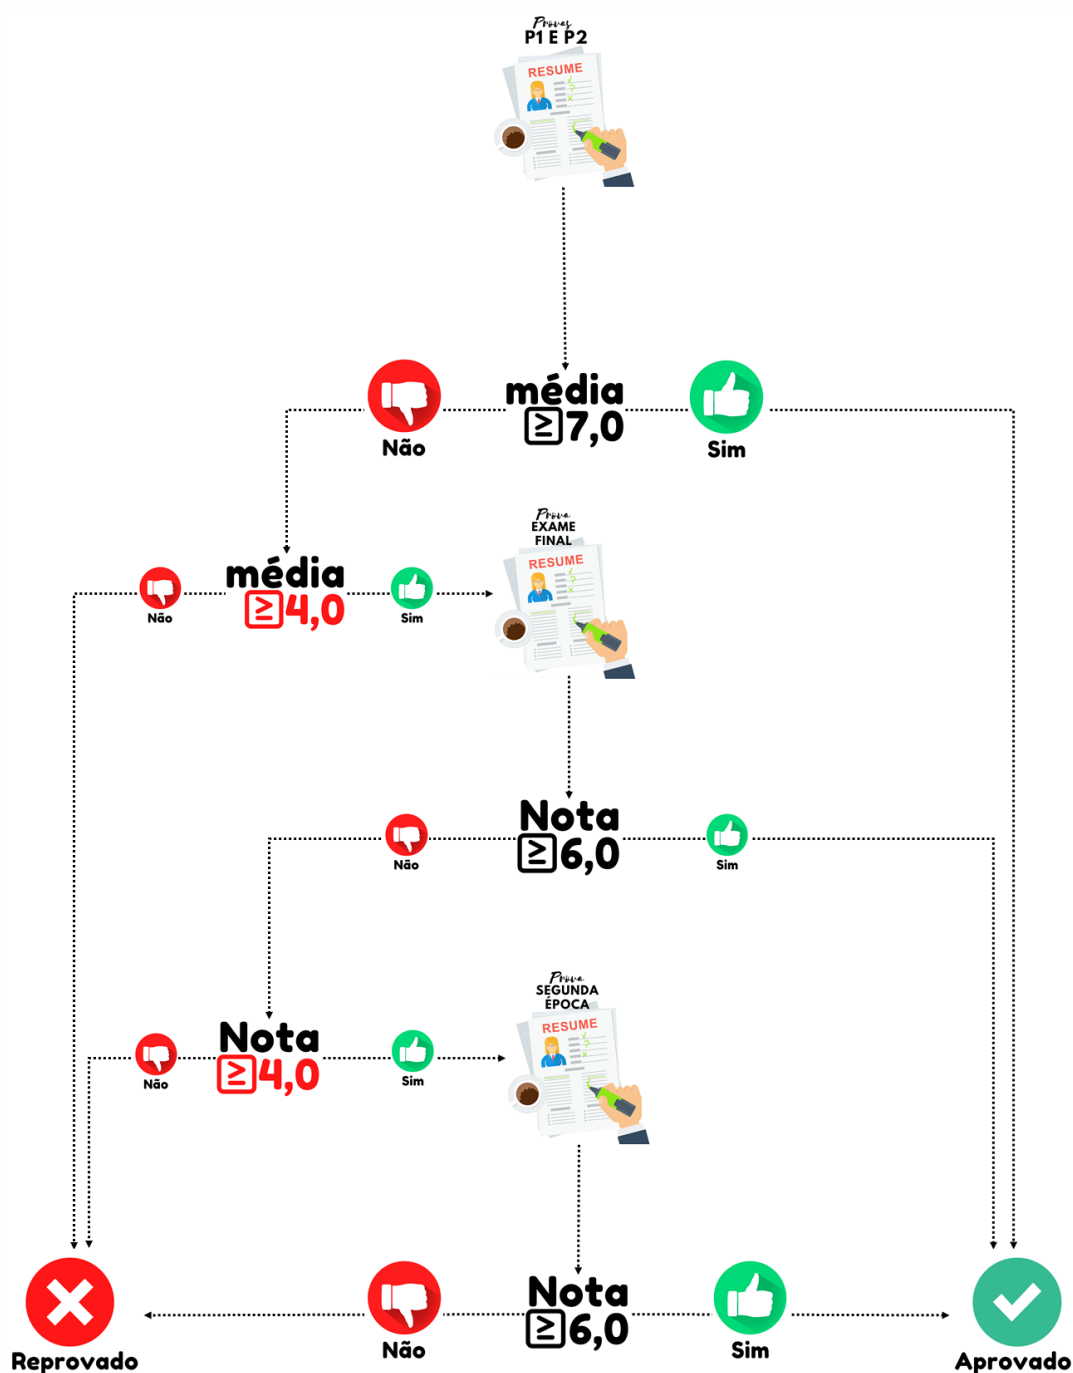 Provas
P1 E P2
RESUME
média
≥7,0
Não
Sim
Prova
EXAME
FINAL
RESUME
média
≥4,0
Não
Sim
Nota
≥6,0
Não
Sim
Prova
SEGUNDA
ÉPOCA
RESUME
Nota
≥4,0
Não
Sim
Nota
≥6,0
Não
Sim
Reprovado
Aprovado